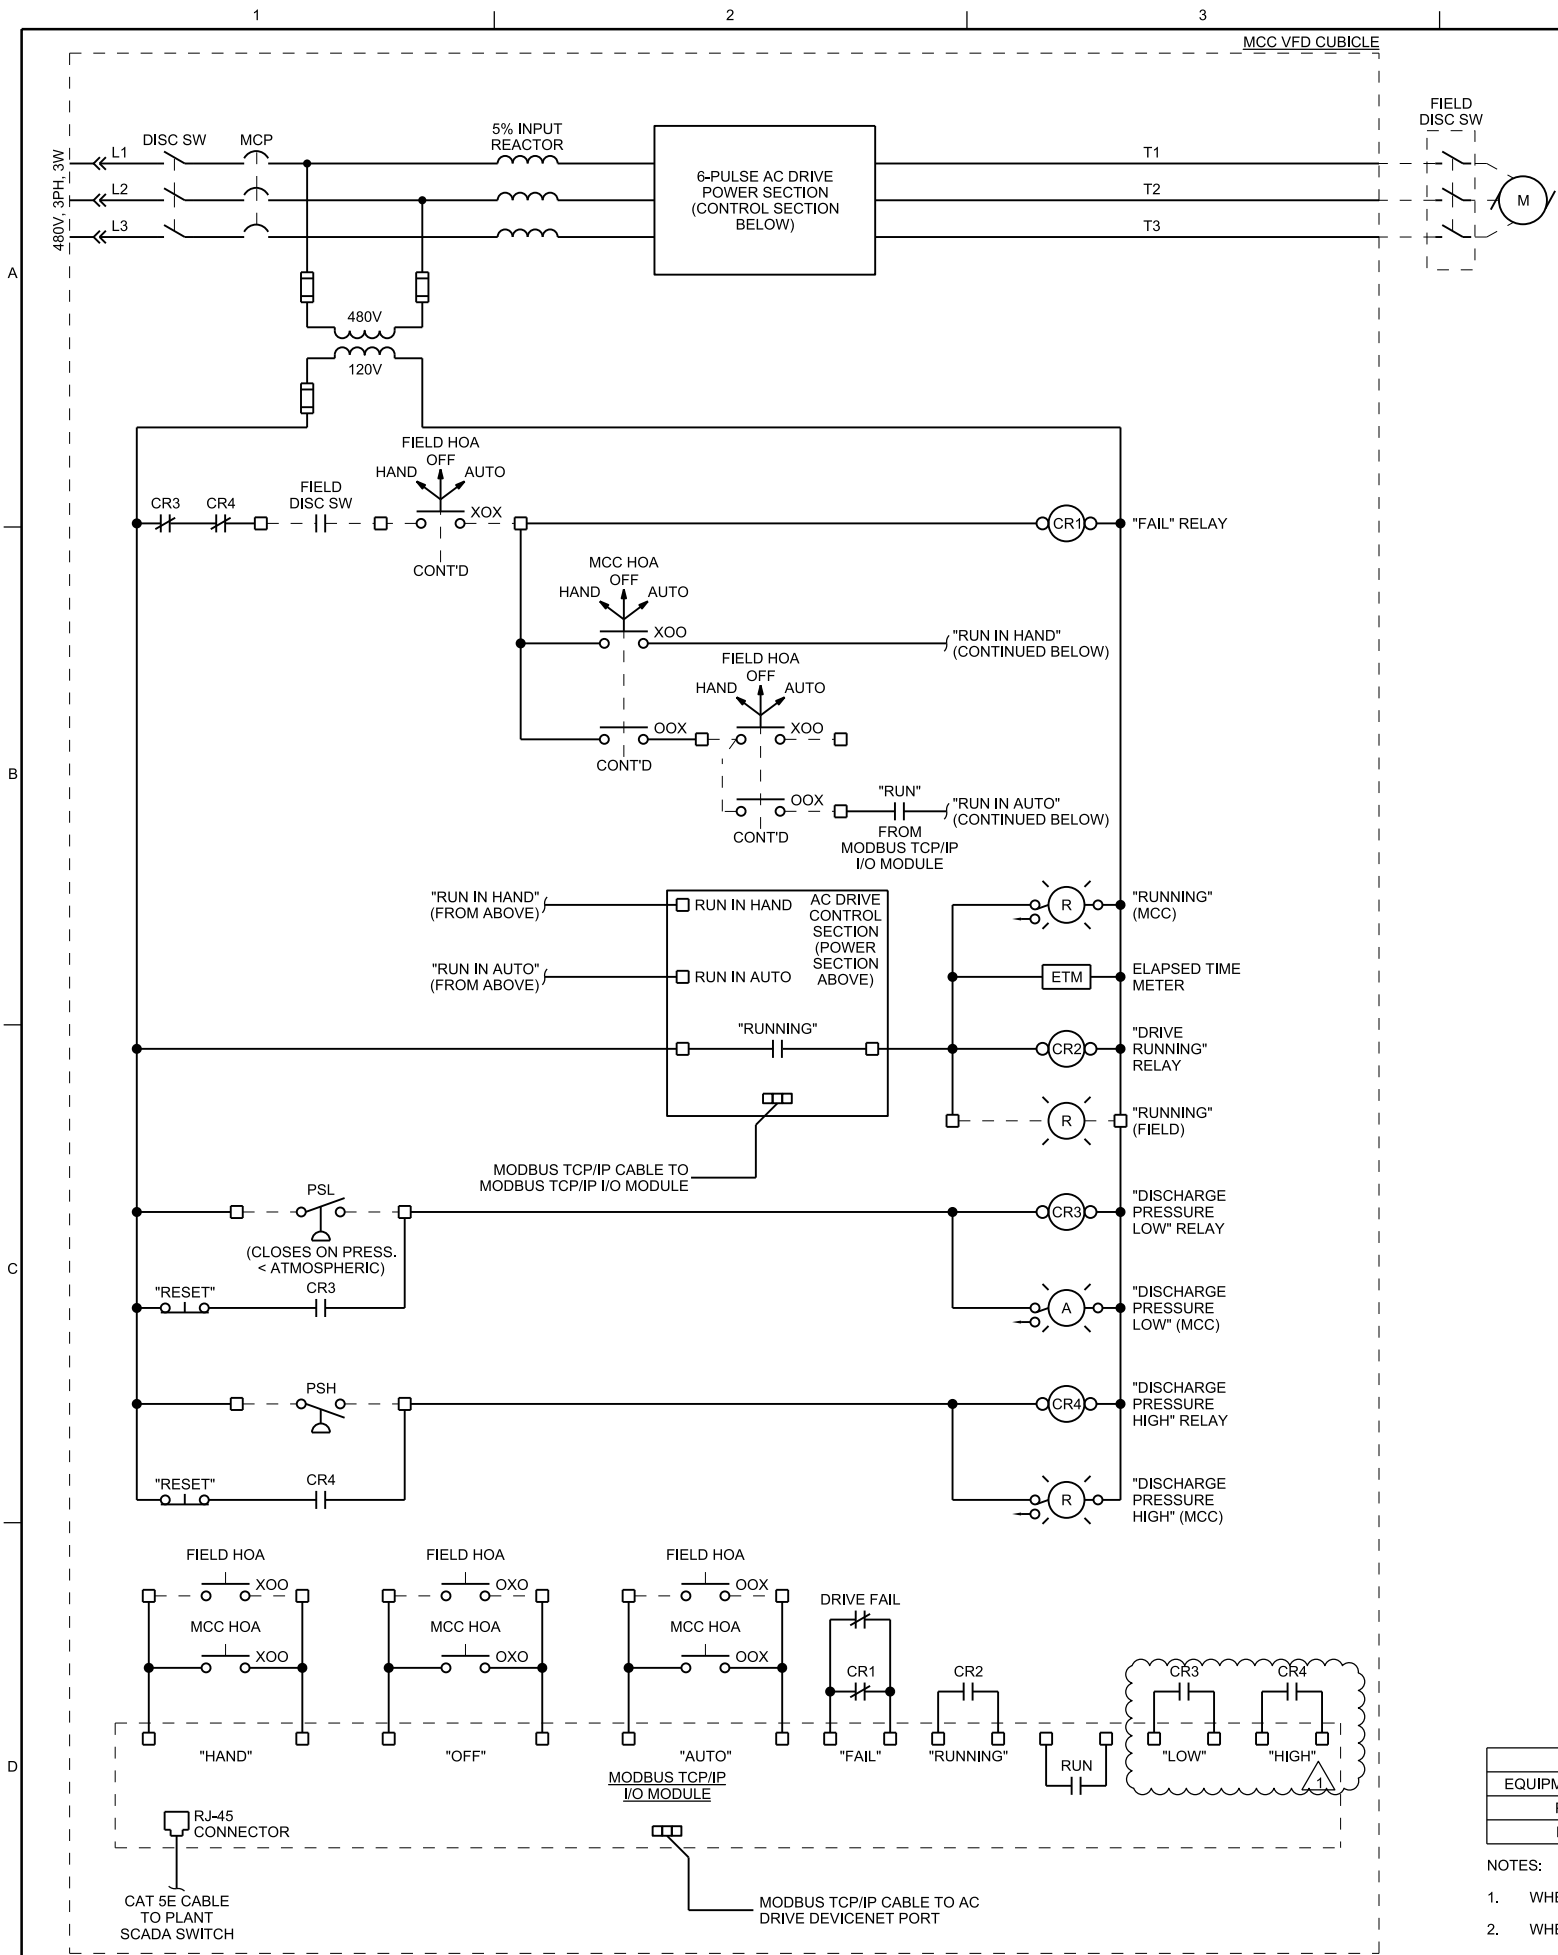 1
2
3
MCC VFD CUBICLE
FIELD
DISC SW
DISC SW
MCP
5% INPUT
REACTOR
480V, 3PH, 3W
L1
L2
L3
6-PULSE AC DRIVE
POWER SECTION
(CONTROL SECTION
BELOW)
T1
T2
T3
M
A
480V
120V
FIELD HOA
OFF
HAND
AUTO
CR3
CR4
FIELD
DISC SW
XOX
CONT'D
CR1
"FAIL" RELAY
MCC HOA
OFF
HAND
AUTO
XOO
"RUN IN HAND"
(CONTINUED BELOW)
FIELD HOA
OFF
HAND
AUTO
OOX
XOO
CONT'D
B
OOX
CONT'D
"RUN"
FROM
MODBUS TCP/IP
I/O MODULE
"RUN IN AUTO"
(CONTINUED BELOW)
"RUN IN HAND"
(FROM ABOVE)
RUN IN HAND
AC DRIVE
CONTROL
SECTION
(POWER
SECTION
ABOVE)
R
"RUNNING"
(MCC)
"RUN IN AUTO"
(FROM ABOVE)
RUN IN AUTO
ETM
ELAPSED TIME
METER
"RUNNING"
CR2
"DRIVE
RUNNING"
RELAY
R
"RUNNING"
(FIELD)
MODBUS TCP/IP CABLE TO
MODBUS TCP/IP I/O MODULE
PSL
(CLOSES ON PRESS.
< ATMOSPHERIC)
CR3
"DISCHARGE
PRESSURE
LOW" RELAY
C
"RESET"
CR3
A
"DISCHARGE
PRESSURE
LOW" (MCC)
PSH
CR4
"DISCHARGE
PRESSURE
HIGH" RELAY
"RESET"
CR4
R
"DISCHARGE
PRESSURE
HIGH" (MCC)
FIELD HOA
XOO
FIELD HOA
OXO
FIELD HOA
OOX
MCC HOA
XOO
MCC HOA
OXO
MCC HOA
OOX
DRIVE FAIL
CR1
CR2
CR3
CR4
D
"HAND"
"OFF"
"AUTO"
"FAIL"
"RUNNING"
RUN
"LOW"
"HIGH"
1
MODBUS TCP/IP
I/O MODULE
RJ-45
CONNECTOR
CAT 5E CABLE
TO PLANT
SCADA SWITCH
MODBUS TCP/IP CABLE TO AC
DRIVE DEVICENET PORT
EQUIPM
NOTES:
1. WHE
2. WHE